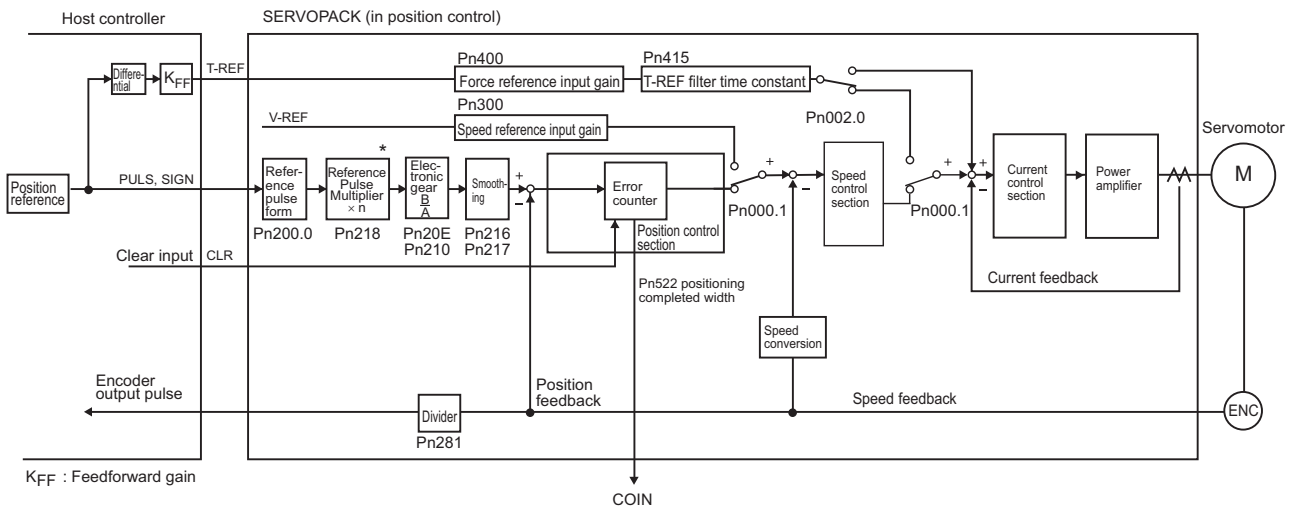 Host controller
SERVOPACK (in position control)
Differe-
ntial
KFF
T-REF
Pn400
Force reference input gain
Pn415
T-REF filter time constant
Pn002.0
V-REF
Pn300
Speed reference input gain
Servomotor
M
Position
reference
PULS, SIGN
Refer-
ence
pulse
form
Pn200.0
*
Reference
Pulse
Multiplier
× n
Pn218
Elec-
tronic
gear
B
A
Pn20E
Pn210
Smooth-
ing
Pn216
Pn217
+
−
Error
counter
Position control
section
Pn000.1
+
−
Speed
control
section
Pn000.1
+
+
−
Current
control
section
Power
amplifier
Clear input
CLR
Current feedback
Pn522 positioning
completed width
Speed
conversion
Encoder
output pulse
Divider
Pn281
Position
feedback
Speed feedback
ENC
KFF : Feedforward gain
COIN